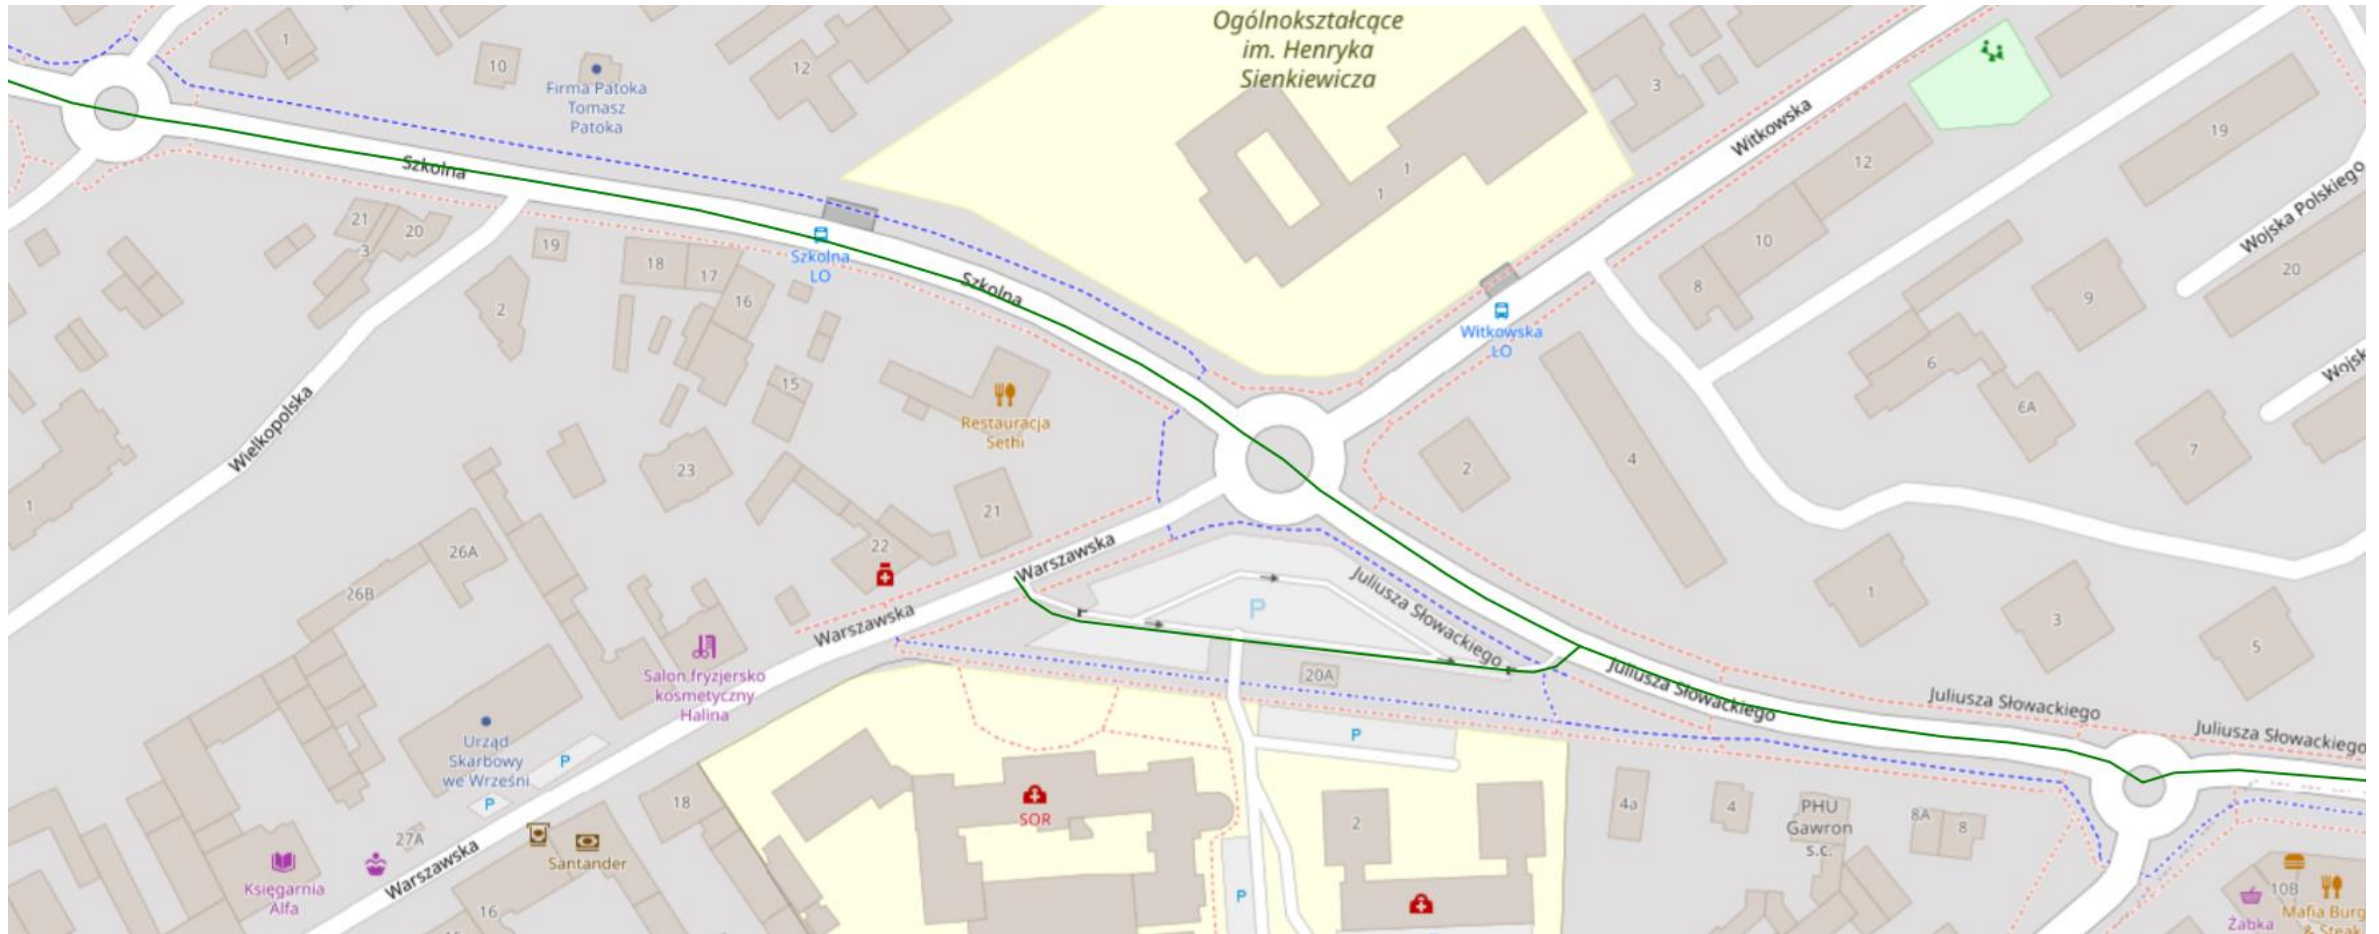 Ogólnokształcące
im. Henryka
Sienkiewicza
1
10
Firma Patoka
Tomasz
Patoka
12
3
1
1
Witkowska
12
19
Wojska Polskiego
Szkolna
21
20
3
19
18
17
16
Szkolna
LO
Szkolna
10
8
20
9
2
Witkowska
ŁO
Wojsk
6
6A
7
15
Restauracja
Sethi
Wielkopolska
23
2
4
1
21
26A
22
Warszawska
Juliusza Słowackiego
P
1
3
5
26B
Warszawska
Salon fryzjersko
kosmetyczny
Halina
20A
Juliusza Słowackiego
Juliusza Słowackiego
Juliusza Słowackiego
Urząd
Skarbowy
we Wrześni
P
P
P
18
SOR
2
4a
4
PHU
Gawron
s.c.
8A
8
27A
Santander
Warszawska
Księgarnia
Alfa
16
P
10B
Żabka
Mafia Burg
& Steak